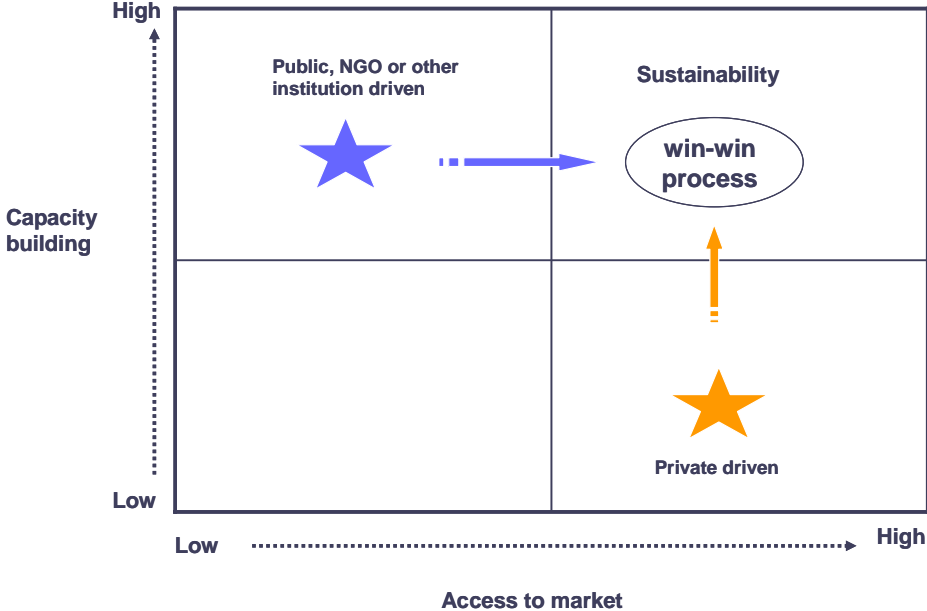 High
Public, NGO or other
institution driven
Sustainability
win-win
process
Capacity
building
Private driven
Low
Low
High
Access to market